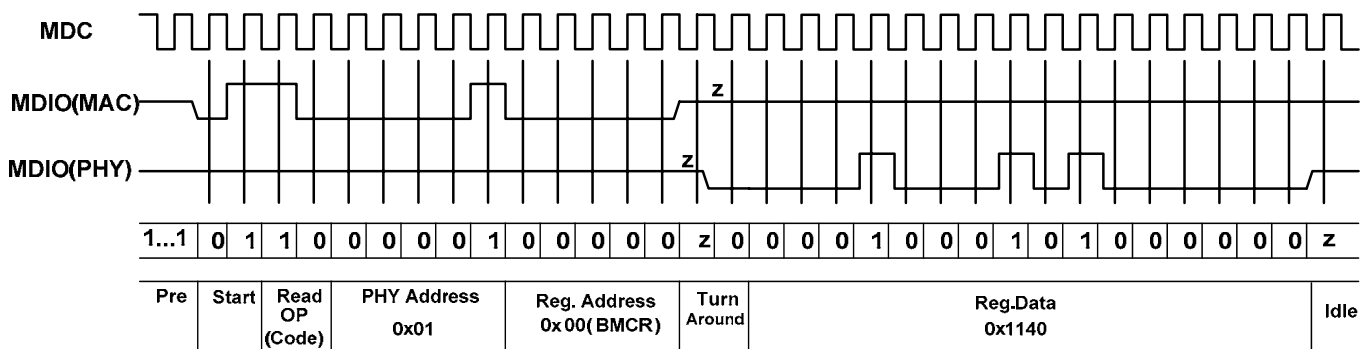 MDC
MDIO(MAC) z
MDIO(PHY) z
1...1 0 1 1 0 0 0 0 0 1 0 0 0 0 0 z 0 0 0 0 1 0 0 0 1 0 1 0 0 0 0 0 0 z
Pre Start Read PHY Address Reg. Address Turn Reg.Data Idle
OP 0x01 0x00(BMCR) Around 0x1140
(Code)